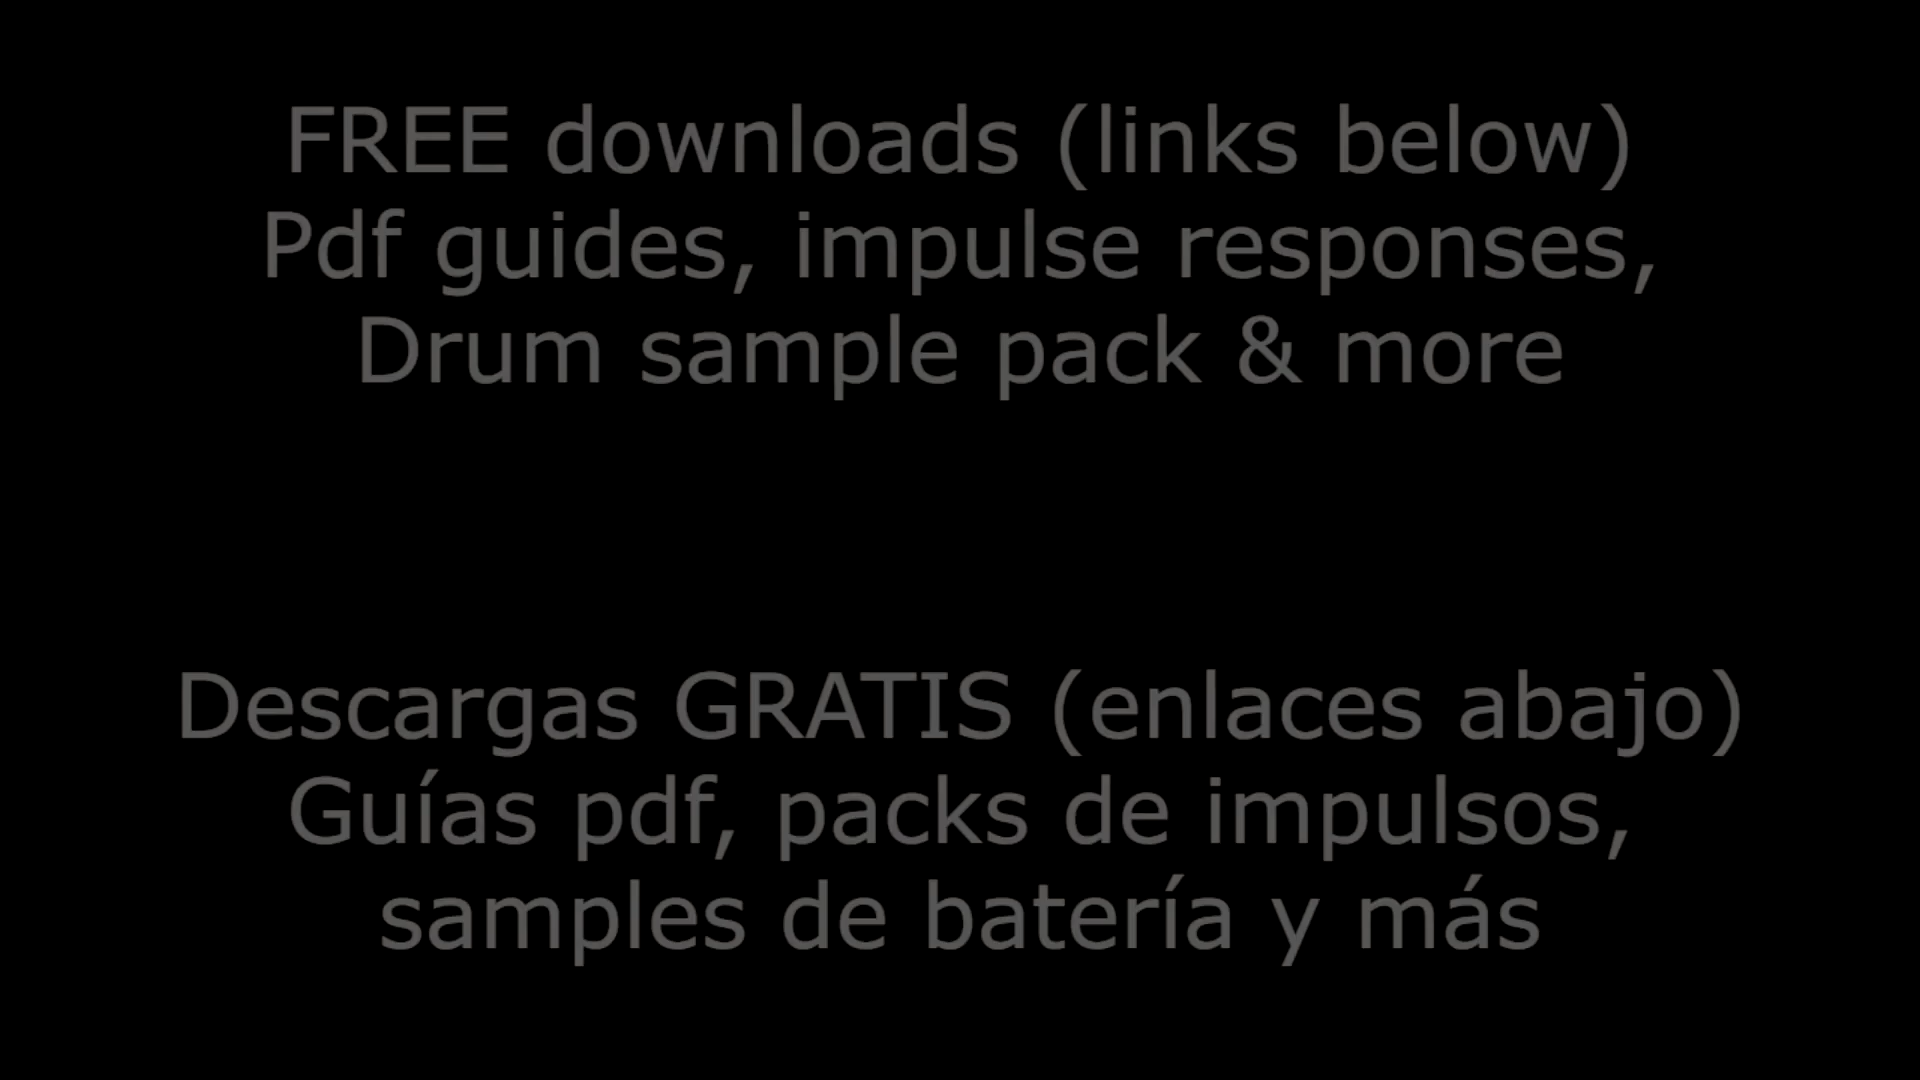 FREE downloads (links below)
Pdf guides, impulse responses,
Drum sample pack & more
Descargas GRATIS (enlaces abajo)
Guías pdf, packs de impulsos,
samples de batería y más